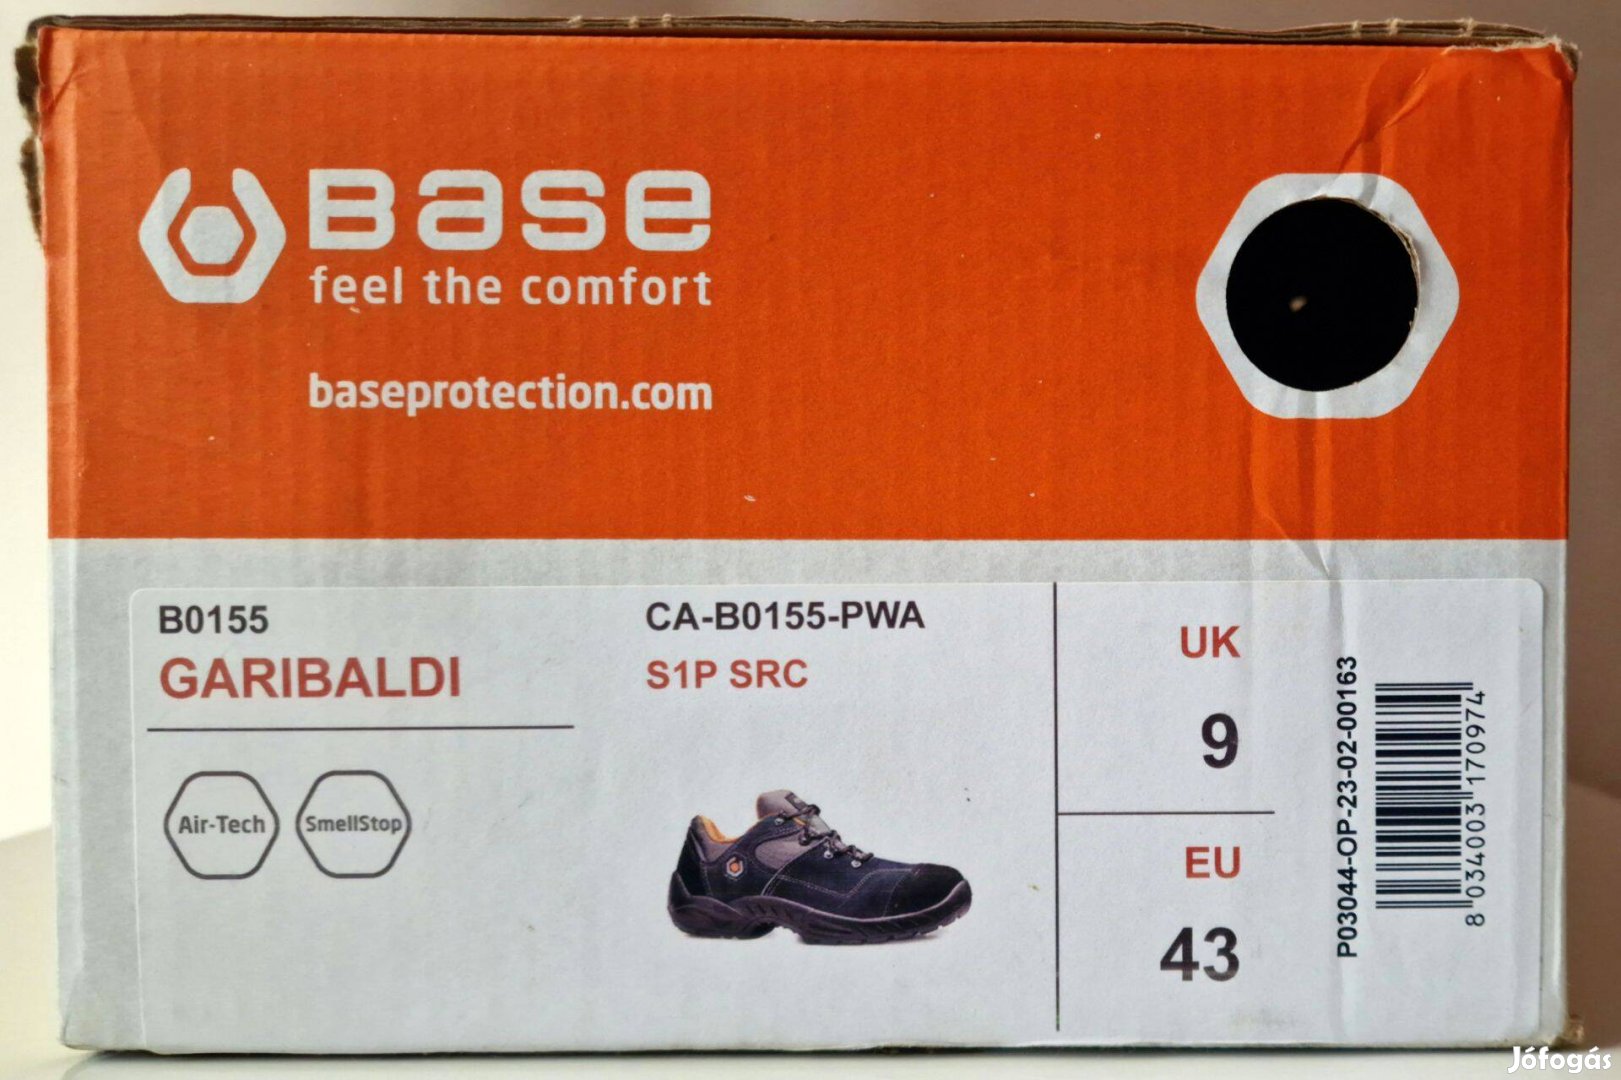 BASE
feel the comfort
baseprotection.com
B0155
GARIBALDI
Air-Tech
SmellStop
CA-B0155-PWA
S1P SRC
UK
9
EU
43
P03044-OP-23-02-00163
8 034003 170974
Jófogás